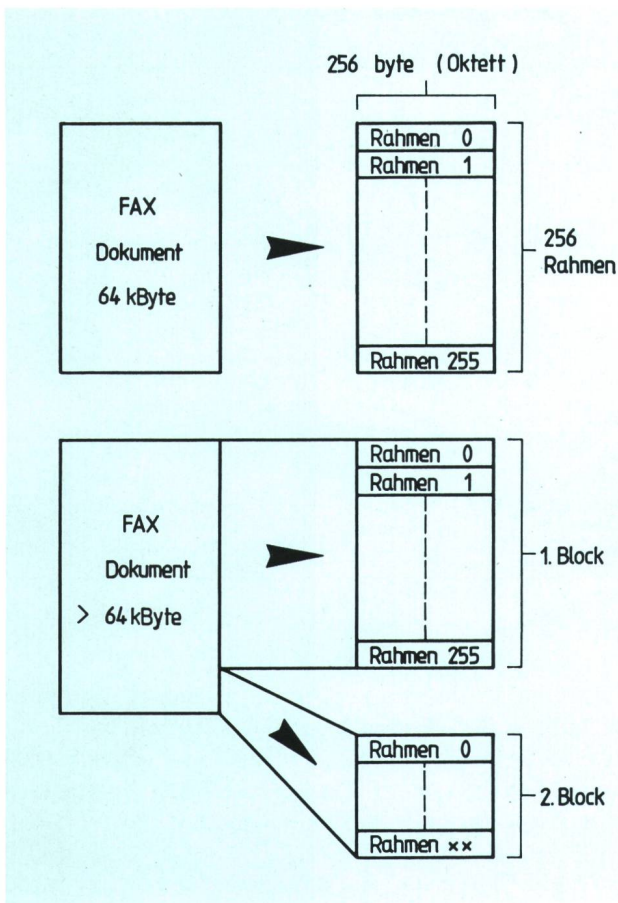 256 byte (Oktett)
Rahmen 0
Rahmen 1
FAX
Dokument
64 kByte
256
Rahmen
Rahmen 255
Rahmen 0
Rahmen 1
FAX
Dokument
> 64 kByte
1. Block
Rahmen 255
Rahmen 0
2. Block
Rahmen ××